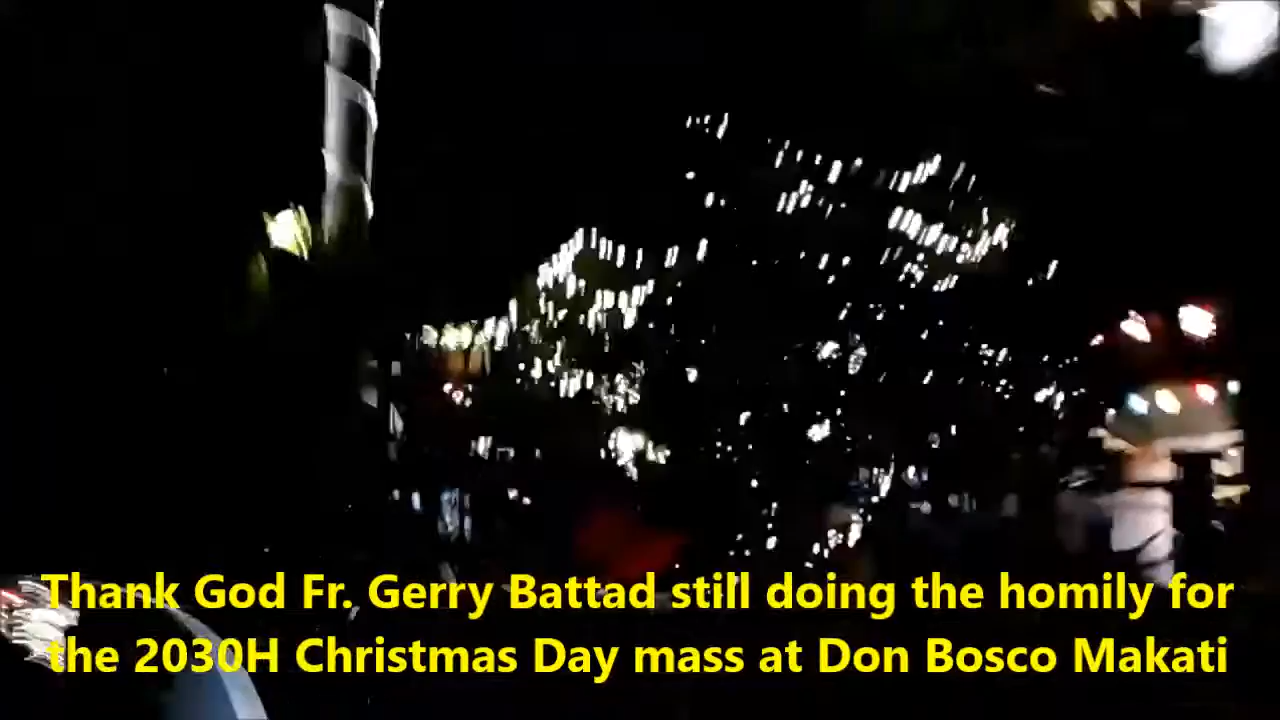 Thank God Fr. Gerry Battad still doing the homily for
the 2030H Christmas Day mass at Don Bosco Makati